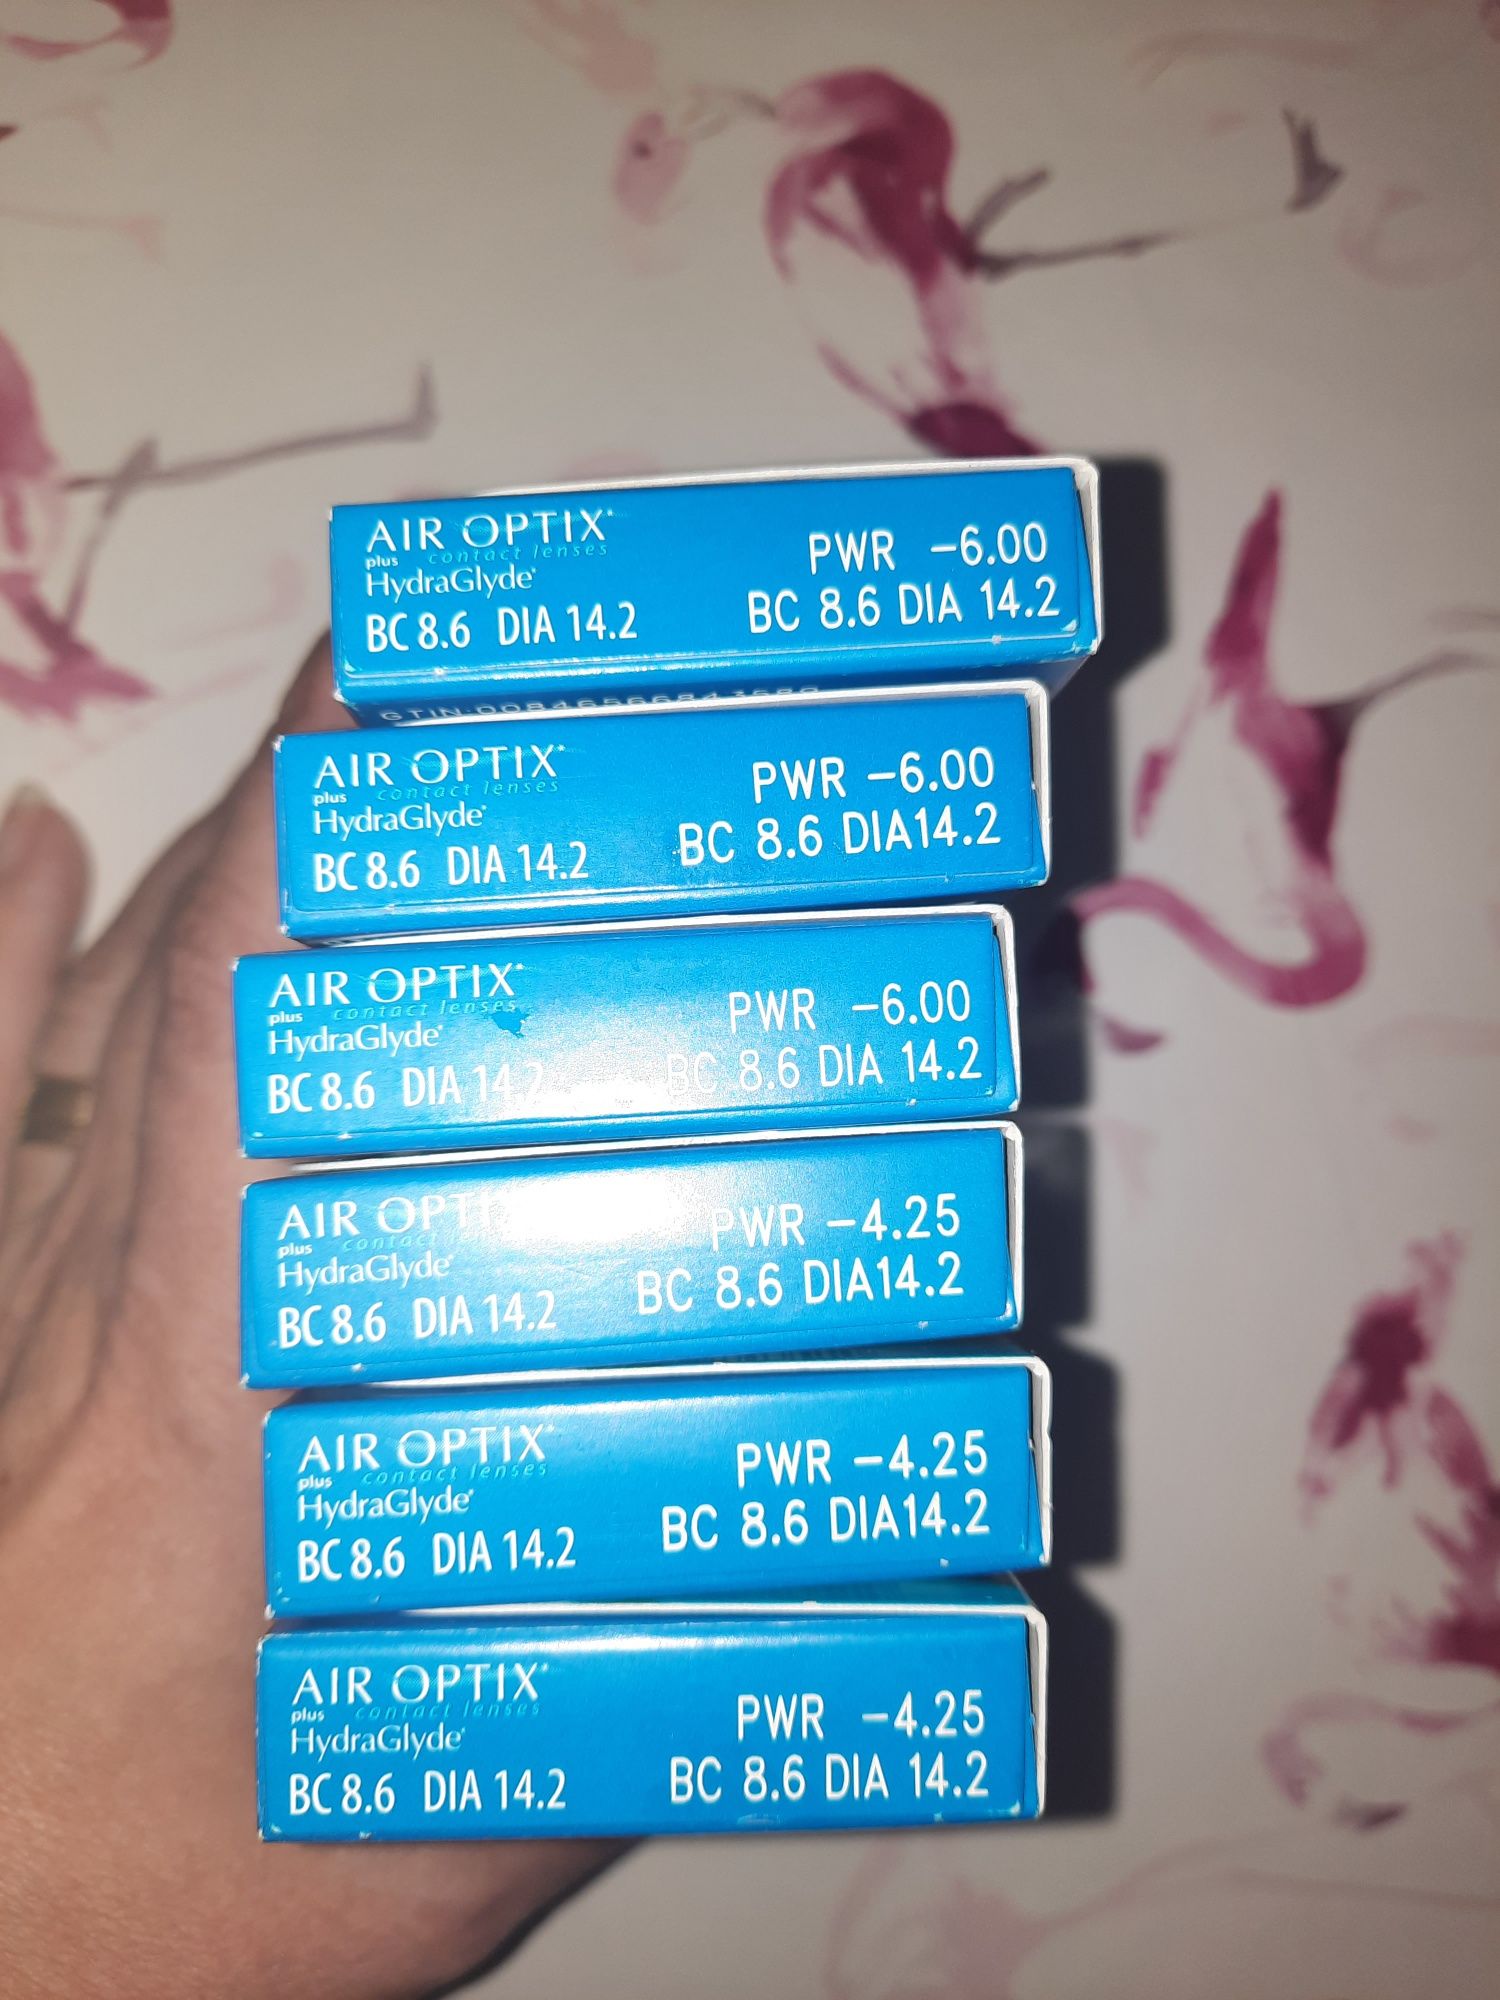 AIR OPTIX
plus contact lenses
HydraGlyde
BC 8.6 DIA 14.2
PWR -6.00
BC 8.6 DIA 14.2
AIR OPTIX
plus contact lenses
HydraGlyde
BC 8.6 DIA 14.2
PWR -6.00
BC 8.6 DIA14.2
AIR OPTIX
plus contact lenses
HydraGlyde
BC 8.6 DIA 14.2
PWR -6.00
BC 8.6 DIA 14.2
AIR OPTIX
plus
HydraGlyde
BC 8.6 DIA 14.2
PWR -4.25
BC 8.6 DIA14.2
AIR OPTIX
plus contact lenses
HydraGlyde
BC 8.6 DIA 14.2
PWR -4.25
BC 8.6 DIA14.2
AIR OPTIX
plus contact lenses
HydraGlyde
BC 8.6 DIA 14.2
PWR -4.25
BC 8.6 DIA 14.2